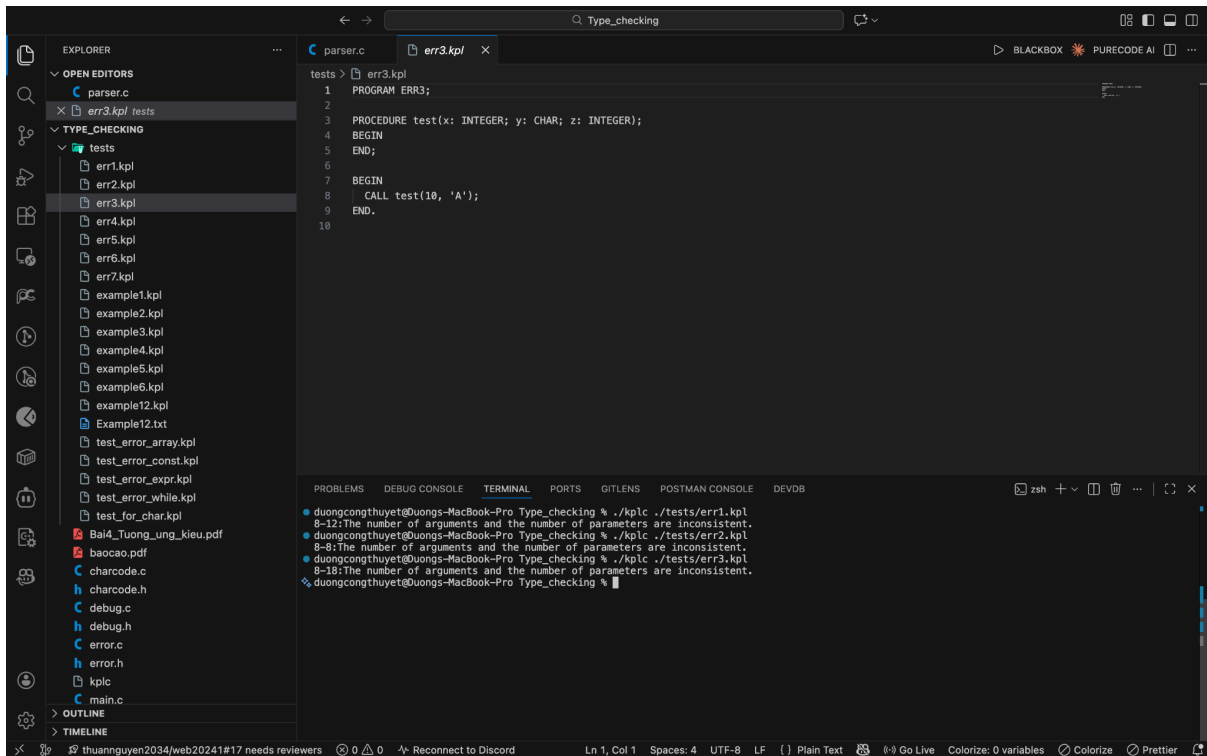 Type_checking
EXPLORER
OPEN EDITORS
parser.c
err3.kpl tests
TYPE_CHECKING
tests
err1.kpl
err2.kpl
err3.kpl
err4.kpl
err5.kpl
err6.kpl
err7.kpl
example1.kpl
example2.kpl
example3.kpl
example4.kpl
example5.kpl
example6.kpl
example12.kpl
Example12.txt
test_error_array.kpl
test_error_const.kpl
test_error_expr.kpl
test_error_while.kpl
test_for_char.kpl
Bai4_Tuong_ung_kieu.pdf
baocao.pdf
charcode.c
charcode.h
debug.c
debug.h
error.c
error.h
kplc
main.c
OUTLINE
TIMELINE
parser.c err3.kpl BLACKBOX PURECODE AI
tests > err3.kpl
1 PROGRAM ERR3;
2
3 PROCEDURE test(x: INTEGER; y: CHAR; z: INTEGER);
4 BEGIN
5 END;
6
7 BEGIN
8 CALL test(10, 'A');
9 END.
10
PROBLEMS DEBUG CONSOLE TERMINAL PORTS GITLENS POSTMAN CONSOLE DEVDB zsh
duongcongthuyet@Duongs-MacBook-Pro Type_checking % ./kplc ./tests/err1.kpl
8-12:The number of arguments and the number of parameters are inconsistent.
duongcongthuyet@Duongs-MacBook-Pro Type_checking % ./kplc ./tests/err2.kpl
8-8:The number of arguments and the number of parameters are inconsistent.
duongcongthuyet@Duongs-MacBook-Pro Type_checking % ./kplc ./tests/err3.kpl
8-18:The number of arguments and the number of parameters are inconsistent.
duongcongthuyet@Duongs-MacBook-Pro Type_checking %
thuannguyen2034/web20241#17 needs reviewers 0 0 Reconnect to Discord Ln 1, Col 1 Spaces: 4 UTF-8 LF {} Plain Text Go Live Colorize: 0 variables Colorize Prettier